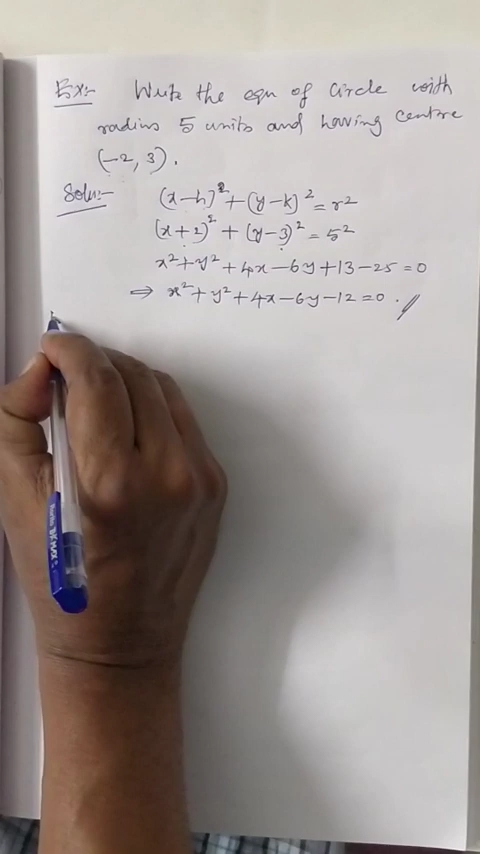 Ex:- Write the eqn of Circle with
radius 5 units and having centre
(-2, 3).
Soln:- (x-h)² + (y-k)² = r²
(x+2)² + (y-3)² = 5²
x² + y² + 4x - 6y + 13 - 25 = 0
⇒ x² + y² + 4x - 6y - 12 = 0.